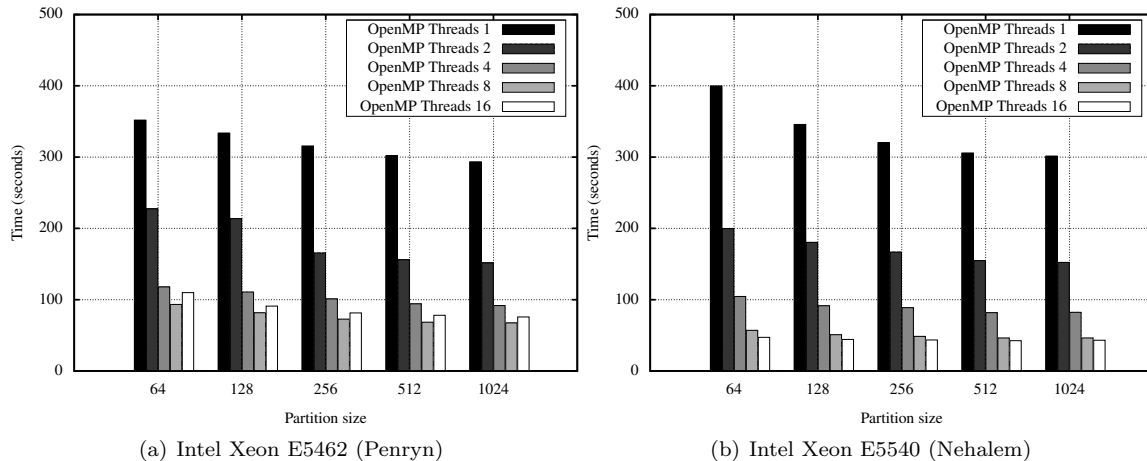 500
400
300
200
100
0
Time (seconds)
OpenMP Threads 1
OpenMP Threads 2
OpenMP Threads 4
OpenMP Threads 8
OpenMP Threads 16
64 128 256 512 1024
Partition size
(a) Intel Xeon E5462 (Penryn)
500
400
300
200
100
0
Time (seconds)
OpenMP Threads 1
OpenMP Threads 2
OpenMP Threads 4
OpenMP Threads 8
OpenMP Threads 16
64 128 256 512 1024
Partition size
(b) Intel Xeon E5540 (Nehalem)